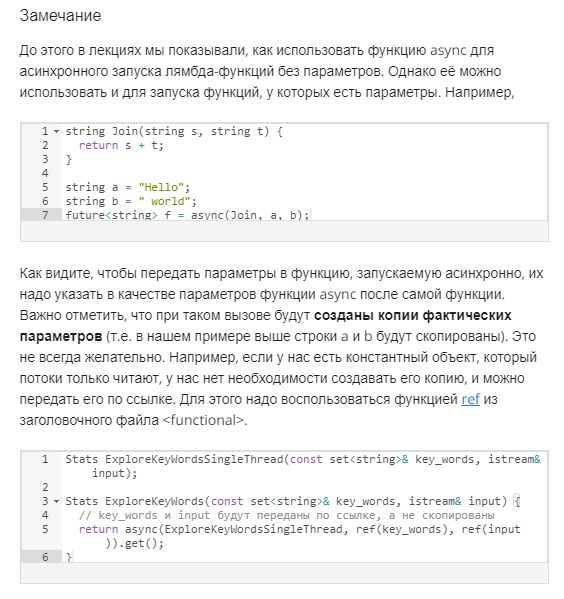 Замечание
До этого в лекциях мы показывали, как использовать функцию async для
асинхронного запуска лямбда-функций без параметров. Однако её можно
использовать и для запуска функций, у которых есть параметры. Например,
1 string Join(string s, string t) {
2 return s + t;
3 }
4
5 string a = "Hello";
6 string b = " world";
7 future<string> f = async(Join, a, b);
Как видите, чтобы передать параметры в функцию, запускаемую асинхронно, их
надо указать в качестве параметров функции async после самой функции.
Важно отметить, что при таком вызове будут созданы копии фактических
параметров (т.е. в нашем примере выше строки a и b будут скопированы). Это
не всегда желательно. Например, если у нас есть константный объект, который
потоки только читают, у нас нет необходимости создавать его копию, и можно
передать его по ссылке. Для этого надо воспользоваться функцией ref из
заголовочного файла <functional>.
1 Stats ExploreKeyWordsSingleThread(const set<string>& key_words, istream&
input);
2
3 Stats ExploreKeyWords(const set<string>& key_words, istream& input) {
4 // key_words и input будут переданы по ссылке, а не скопированы
5 return async(ExploreKeyWordsSingleThread, ref(key_words), ref(input
)).get();
6 }